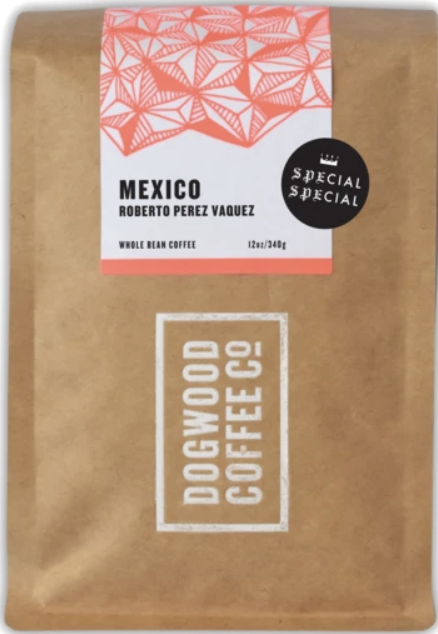 MEXICO
ROBERTO PEREZ VAQUEZ
WHOLE BEAN COFFEE 12oz/340g
SPECIAL
SPECIAL
DOGWOOD
COFFEE CO